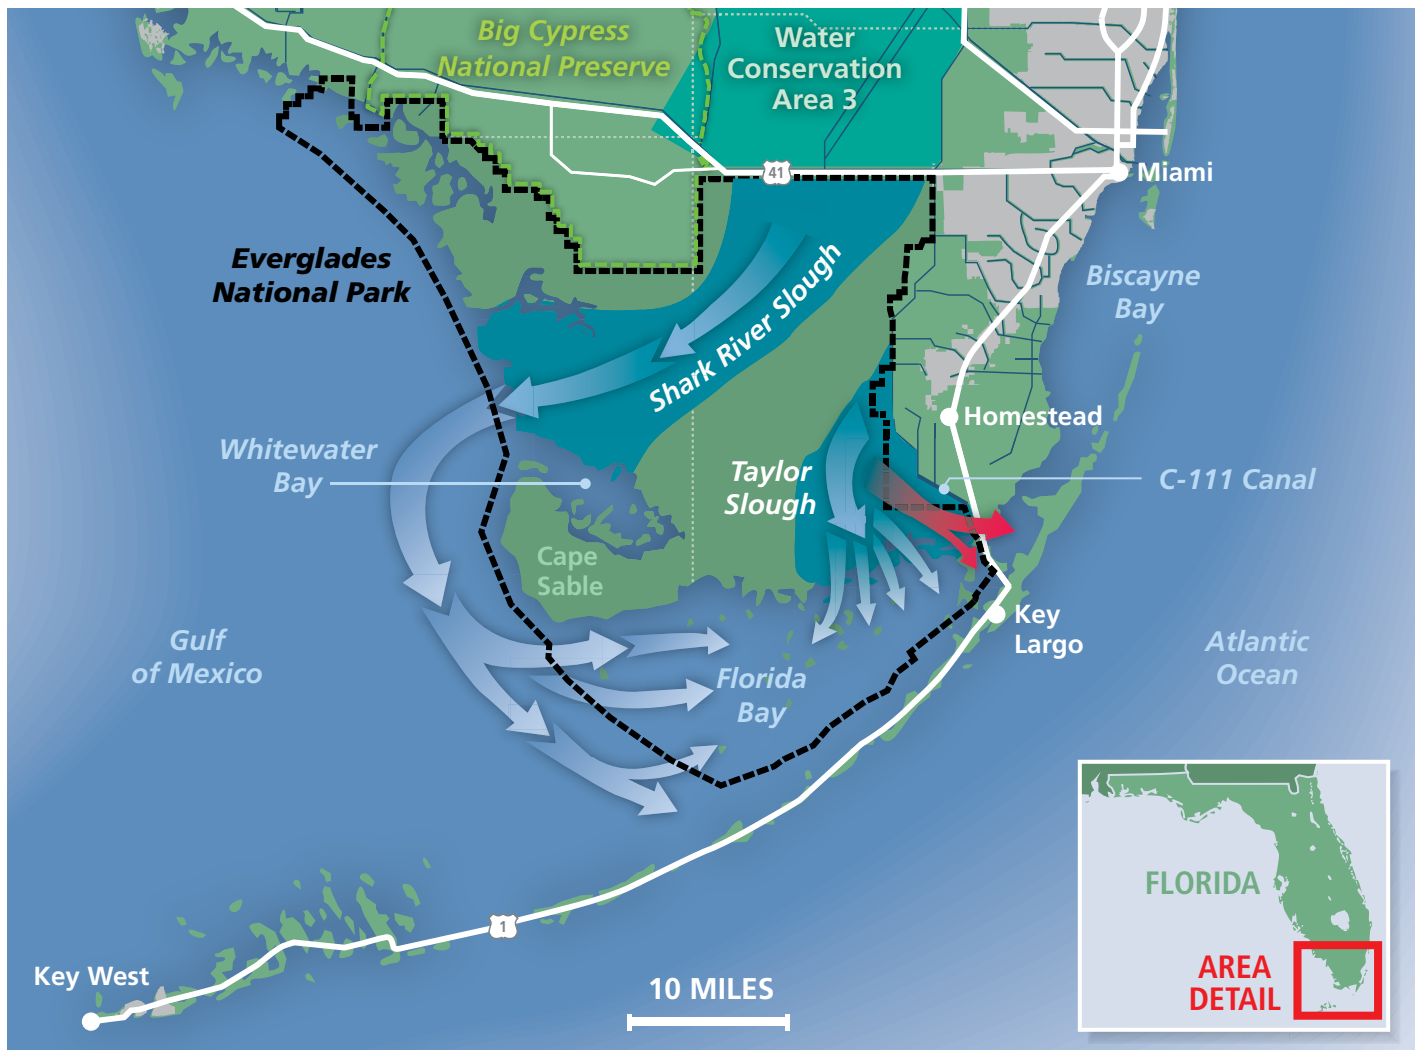 Big Cypress
National Preserve
Water
Conservation
Area 3
41
Miami
Everglades
National Park
Shark River Slough
Biscayne
Bay
Homestead
Whitewater
Bay
Taylor
Slough
C-111 Canal
Cape
Sable
Key
Largo
Gulf
of Mexico
Atlantic
Ocean
Florida
Bay
FLORIDA
1
Key West
10 MILES
AREA
DETAIL